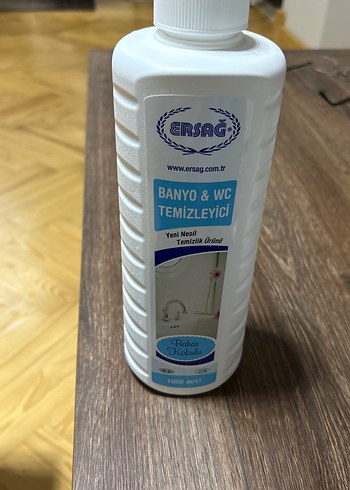 ERSAĞ
www.ersag.com.tr
BANYO & WC
TEMİZLEYİCİ
Yeni Nesil
Temizlik Ürünü
Bahar
Kokulu
1000 ml℮